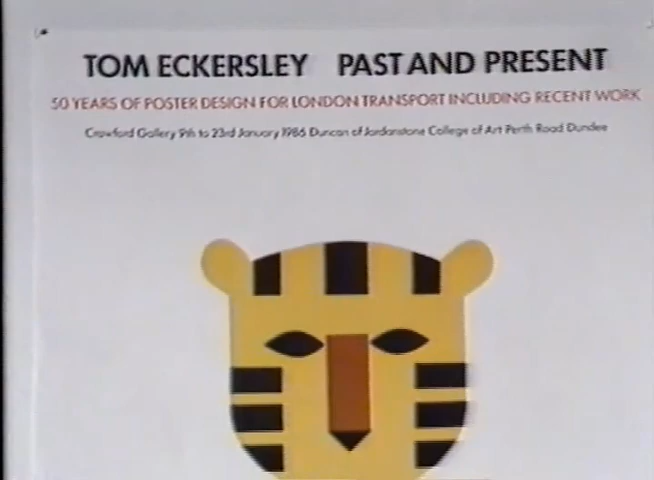 TOM ECKERSLEY PAST AND PRESENT
50 YEARS OF POSTER DESIGN FOR LONDON TRANSPORT INCLUDING RECENT WORK
Crawford Gallery 9th to 23rd January 1986 Duncan of Jordanstone College of Art Perth Road Dundee